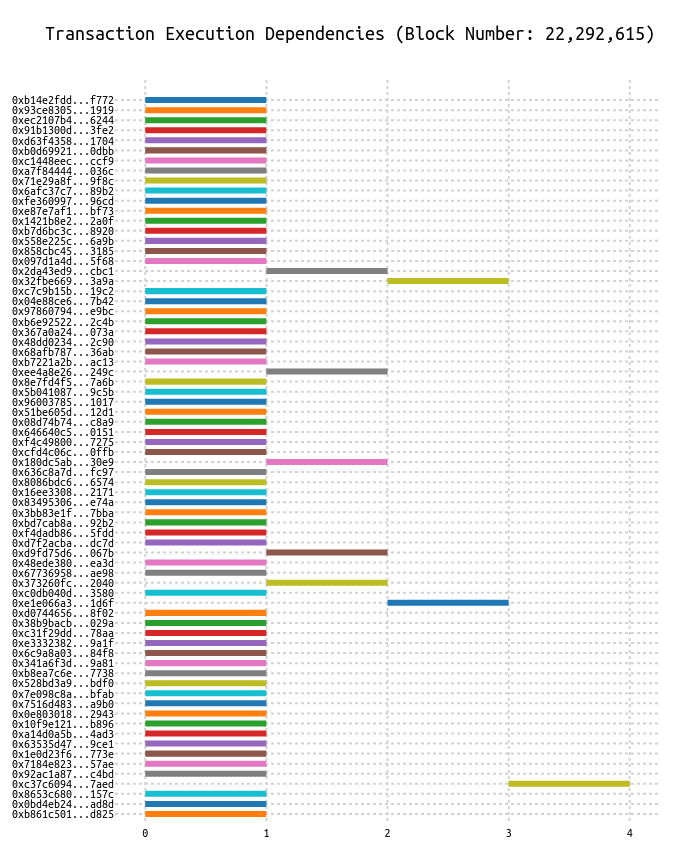 Transaction Execution Dependencies (Block Number: 22,292,615)
0xb14e2fdd...f772
0x93ce8305...1919
0xec2107b4...6244
0x91b1300d...3fe2
0xd63f4358...1704
0xb0d69921...0dbb
0xc1448eec...ccf9
0xa7f84444...036c
0x71e29a8f...9f8c
0x6afc37c7...89b2
0xfe360997...96cd
0xe87e7af1...bf73
0x1421b8e2...2a0f
0xb7d6bc3c...8920
0x558e225c...6a9b
0x858cbc45...3185
0x097d1a4d...5f68
0x2da43ed9...cbc1
0x32fbe669...3a9a
0xc7c9b15b...19c2
0x04e88ce6...7b42
0x97860794...e9bc
0xb6e92522...2c4b
0x367a0a24...073a
0x48dd0234...2c90
0x68afb787...36ab
0xb7221a2b...ac13
0xee4a8e26...249c
0x8e7fd4f5...7a6b
0x5b041087...9c5b
0x96003785...1017
0x51be605d...12d1
0x08d74b74...c8a9
0x646640c5...0151
0xf4c49800...7275
0xcfd4c06c...0ffb
0x180dc5ab...30e9
0x636c8a7d...fc97
0x8086bdc6...6574
0x16ee3308...2171
0x83495306...e74a
0x3bb83e1f...7bba
0xbd7cab8a...92b2
0xf4dadb86...5fdd
0xd7f2acba...dc7d
0xd9fd75d6...067b
0x48ede380...ea3d
0x67736958...ae98
0x373260fc...2040
0xc0db040d...3580
0xe1e066a3...1d6f
0xd0744656...8f02
0x38b9bacb...029a
0xc31f29dd...78aa
0xe3332382...9a1f
0x6c9a8a03...84f8
0x341a6f3d...9a81
0xb8ea7c6e...7738
0x528bd3a9...bdf0
0x7e098c8a...bfab
0x7516d483...a9b0
0x0e803018...2943
0x10f9e121...b896
0xa14d0a5b...4ad3
0x63535d47...9ce1
0x1e0d23f6...773e
0x7184e823...57ae
0x92ac1a87...c4bd
0xc37c6094...7aed
0x8653c680...157c
0x0bd4eb24...ad8d
0xb861c501...d825
0 1 2 3 4